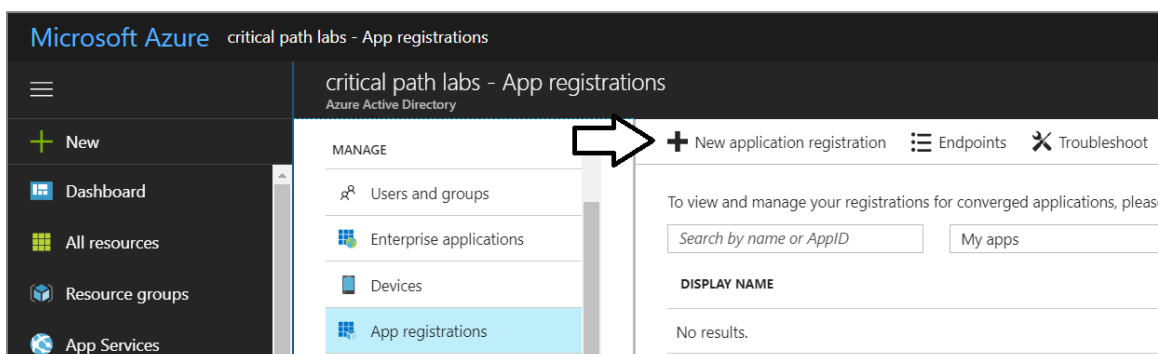 Microsoft Azure critical path labs - App registrations
critical path labs - App registrations
Azure Active Directory
New
Dashboard
All resources
Resource groups
App Services
MANAGE
Users and groups
Enterprise applications
Devices
App registrations
New application registration Endpoints Troubleshoot
To view and manage your registrations for converged applications, pleas
Search by name or AppID My apps
DISPLAY NAME
No results.